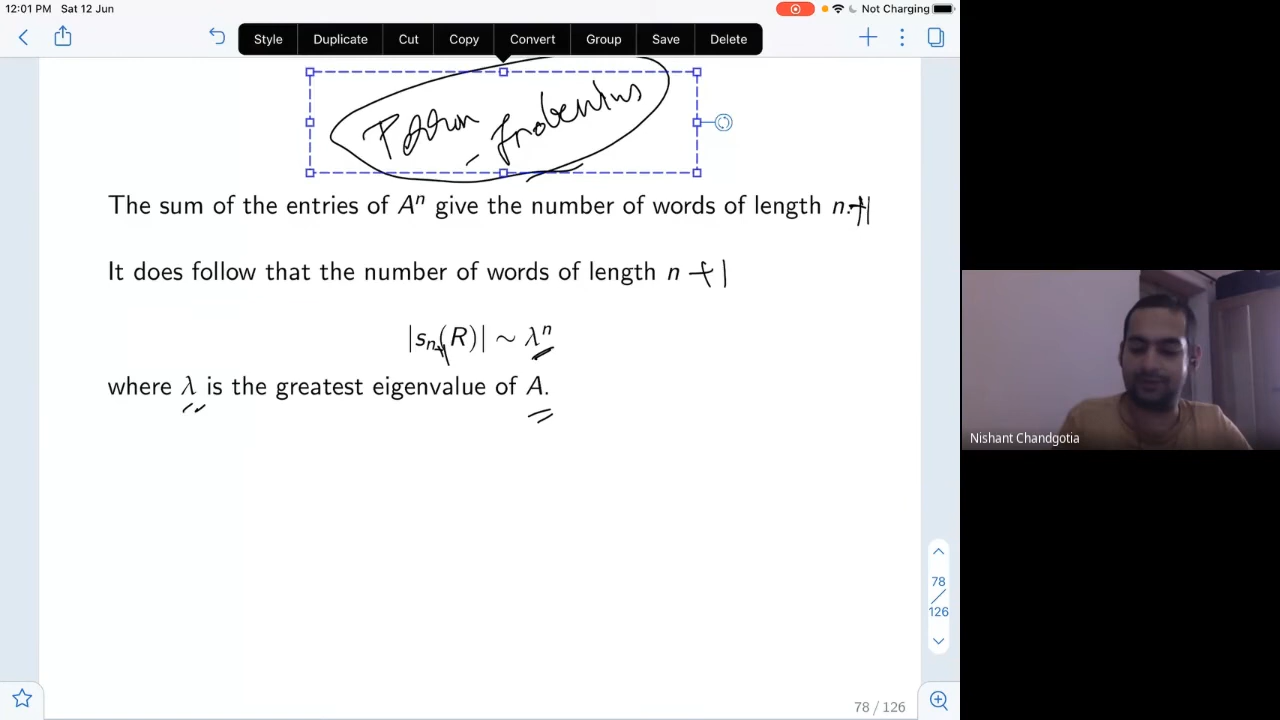 12:01 PM Sat 12 Jun
Not Charging
Style Duplicate Cut Copy Convert Group Save Delete
Perron - frobenius
The sum of the entries of Aⁿ give the number of words of length n.+1
It does follow that the number of words of length n +1
|sₙ₊₁(R)| ∼ λⁿ
where λ is the greatest eigenvalue of A.
Nishant Chandgotia
78
/
126
78 / 126